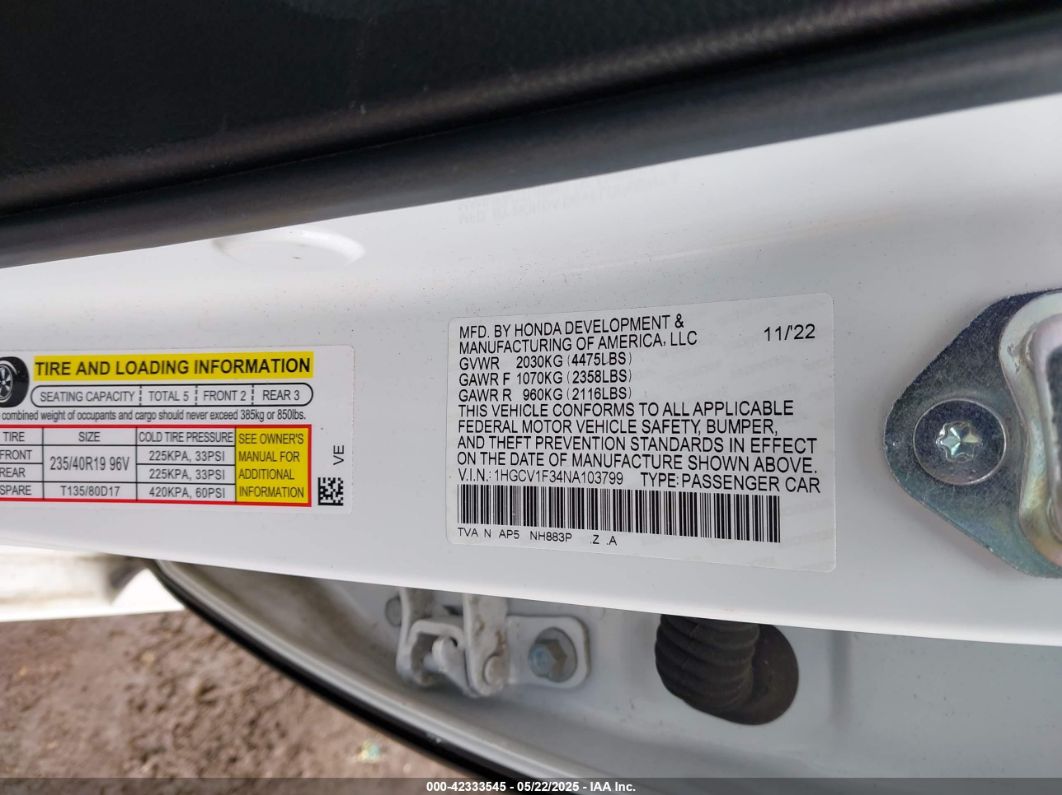 TIRE AND LOADING INFORMATION
SEATING CAPACITY TOTAL 5 FRONT 2 REAR 3
combined weight of occupants and cargo should never exceed 385kg or 850lbs.
TIRE SIZE COLD TIRE PRESSURE SEE OWNER'S
FRONT 235/40R19 96V 225KPA, 33PSI MANUAL FOR
REAR 225KPA, 33PSI ADDITIONAL
SPARE T135/80D17 420KPA, 60PSI INFORMATION
VE
MFD. BY HONDA DEVELOPMENT & 11/'22
MANUFACTURING OF AMERICA, LLC
GVWR 2030KG (4475LBS)
GAWR F 1070KG (2358LBS)
GAWR R 960KG (2116LBS)
THIS VEHICLE CONFORMS TO ALL APPLICABLE
FEDERAL MOTOR VEHICLE SAFETY, BUMPER,
AND THEFT PREVENTION STANDARDS IN EFFECT
ON THE DATE OF MANUFACTURE SHOWN ABOVE.
V.I.N.: 1HGCV1F34NA103799 TYPE: PASSENGER CAR
TVA N AP5 NH883P .Z .A
000-42333545 - 05/22/2025 - IAA Inc.